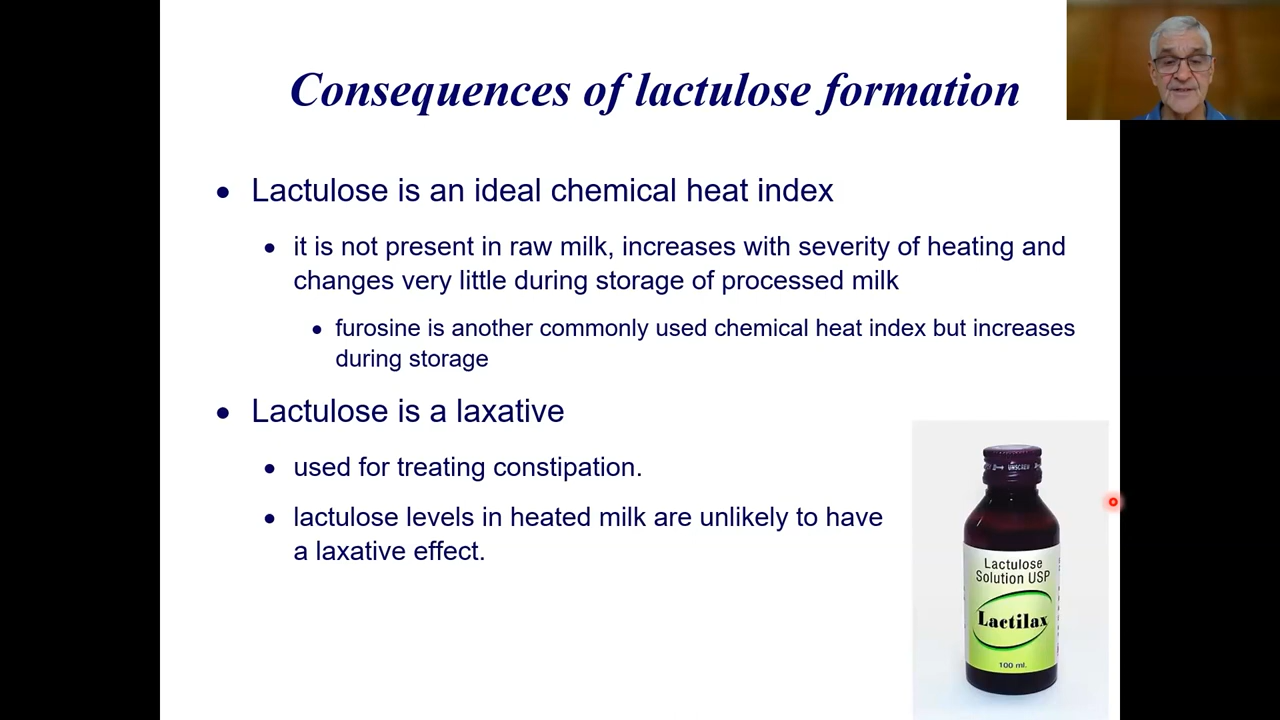 Consequences of lactulose formation
• Lactulose is an ideal chemical heat index
• it is not present in raw milk, increases with severity of heating and
changes very little during storage of processed milk
• furosine is another commonly used chemical heat index but increases
during storage
• Lactulose is a laxative
• used for treating constipation.
• lactulose levels in heated milk are unlikely to have
a laxative effect.
UNSCREW
Lactulose
Solution USP
Lactilax
100 ml.